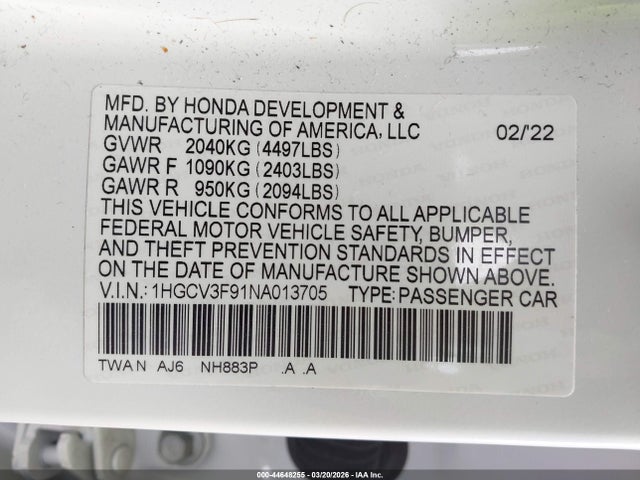 MFD. BY HONDA DEVELOPMENT &
MANUFACTURING OF AMERICA, LLC 02/'22
GVWR 2040KG (4497LBS)
GAWR F 1090KG (2403LBS)
GAWR R 950KG (2094LBS)
THIS VEHICLE CONFORMS TO ALL APPLICABLE
FEDERAL MOTOR VEHICLE SAFETY, BUMPER,
AND THEFT PREVENTION STANDARDS IN EFFECT
ON THE DATE OF MANUFACTURE SHOWN ABOVE.
V.I.N.: 1HGCV3F91NA013705 TYPE: PASSENGER CAR
TWAN AJ6 NH883P .A .A
000-44648255 - 03/20/2026 - IAA Inc.